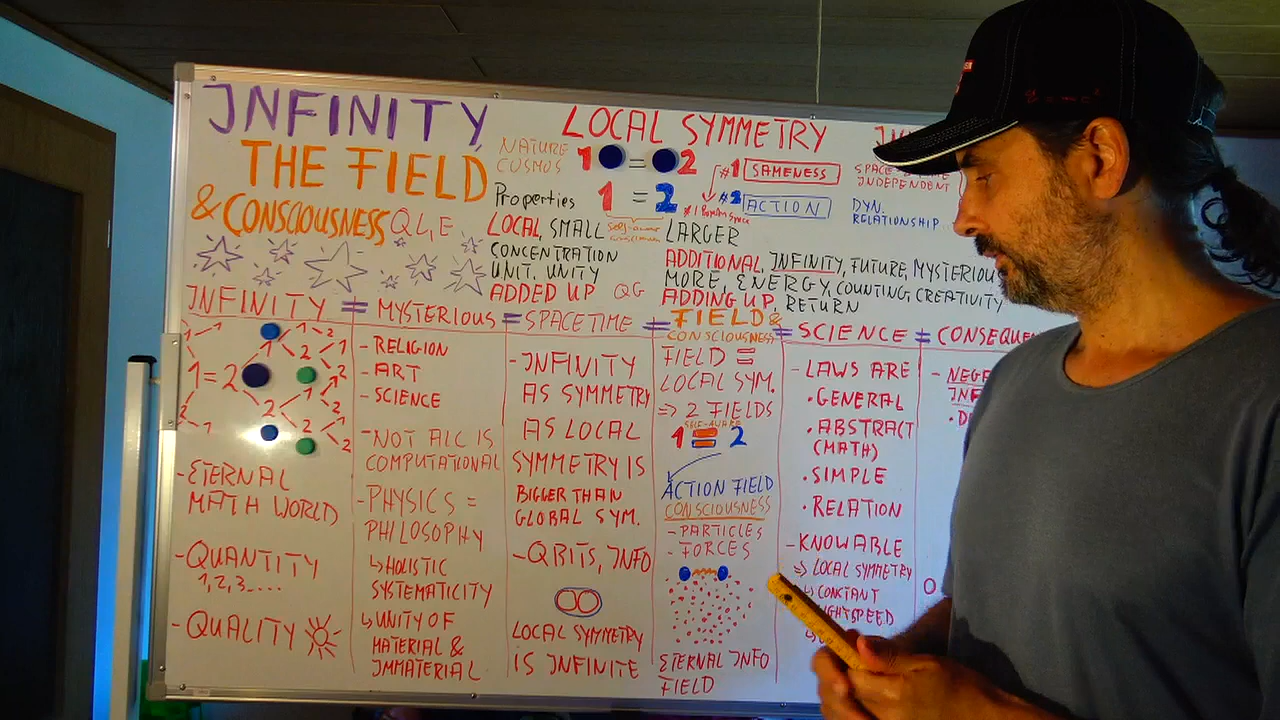 INFINITY,
THE FIELD
& CONSCIOUSNESS QL, E
LOCAL SYMMETRY
NATURE
COSMOS
1 = 2
#1 SAMENESS
Properties
1 = 2
#2 ACTION
SPACE
INDEPENDENT
DYN.
RELATIONSHIP
LOCAL, SMALL
CONCENTRATION
UNIT, UNITY
ADDED UP QG
LARGER
ADDITIONAL, INFINITY, FUTURE, MYSTERIOUS
MORE, ENERGY, COUNTING, CREATIVITY
ADDING UP, RETURN
INFINITY = MYSTERIOUS = SPACETIME = FIELD & CONSCIOUSNESS = SCIENCE = CONSEQUEN
1 = 2
- ETERNAL
MATH WORLD
- QUANTITY
1, 2, 3 . . . .
- QUALITY
- RELIGION
- ART
- SCIENCE
- NOT ALL IS
COMPUTATIONAL
- PHYSICS =
PHILOSOPHY
↳ HOLISTIC
SYSTEMATICITY
↳ UNITY OF
MATERIAL &
IMMATERIAL
- INFINITY
AS SYMMETRY
AS LOCAL
SYMMETRY IS
BIGGER THAN
GLOBAL SYM.
- QBITS, INFO
LOCAL SYMMETRY
IS INFINITE
FIELD =
LOCAL SYM.
=> 2 FIELDS
SELF-AWARE
1 = 2
ACTION FIELD
CONSCIOUSNESS
- PARTICLES
- FORCES
ETERNAL INFO
FIELD
- LAWS ARE
• GENERAL
• ABSTRACT
(MATH)
• SIMPLE
• RELATION
- KNOWABLE
=> LOCAL SYMMETRY
↳ CONSTANT
LIGHTSPEED
- NEGE
INF
• D